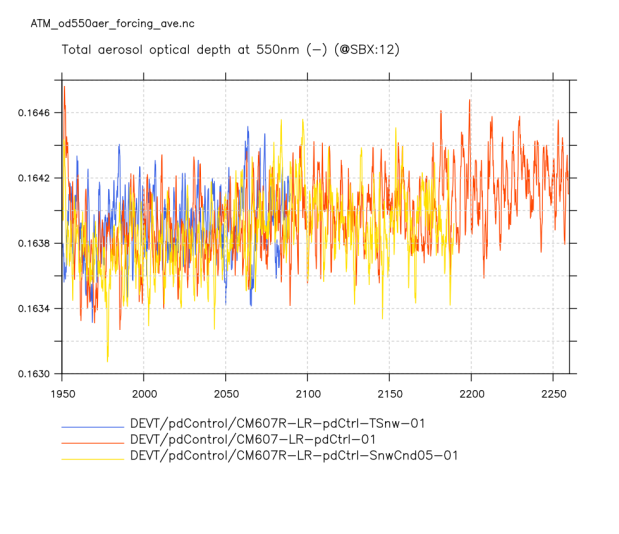 ATM_od550aer_forcing_ave.nc
Total aerosol optical depth at 550nm (-) (@SBX:12)
0.1646
0.1642
0.1638
0.1634
0.1630
1950 2000 2050 2100 2150 2200 2250
DEVT/pdControl/CM607R-LR-pdCtrl-TSnw-01
DEVT/pdControl/CM607-LR-pdCtrl-01
DEVT/pdControl/CM607R-LR-pdCtrl-SnwCnd05-01